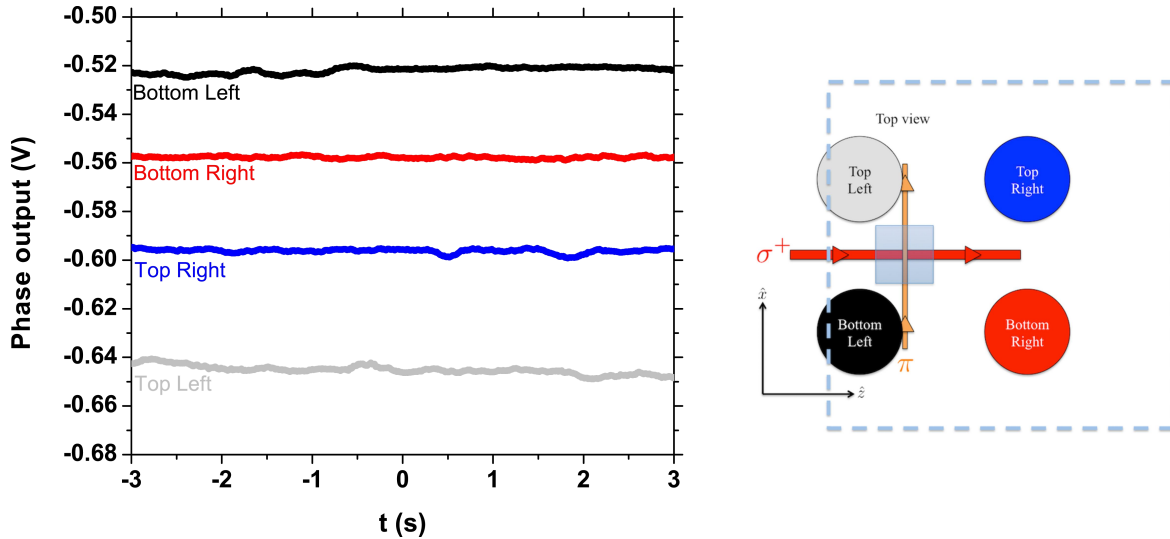 -0.50
-0.52
-0.54
-0.56
-0.58
-0.60
-0.62
-0.64
-0.66
-0.68
Phase output (V)
Bottom Left
Bottom Right
Top Right
Top Left
-3
-2
-1
0
1
2
3
t (s)
Top view
Top
Left
Top
Right
σ+
x̂
Bottom
Left
Bottom
Right
π
ẑ